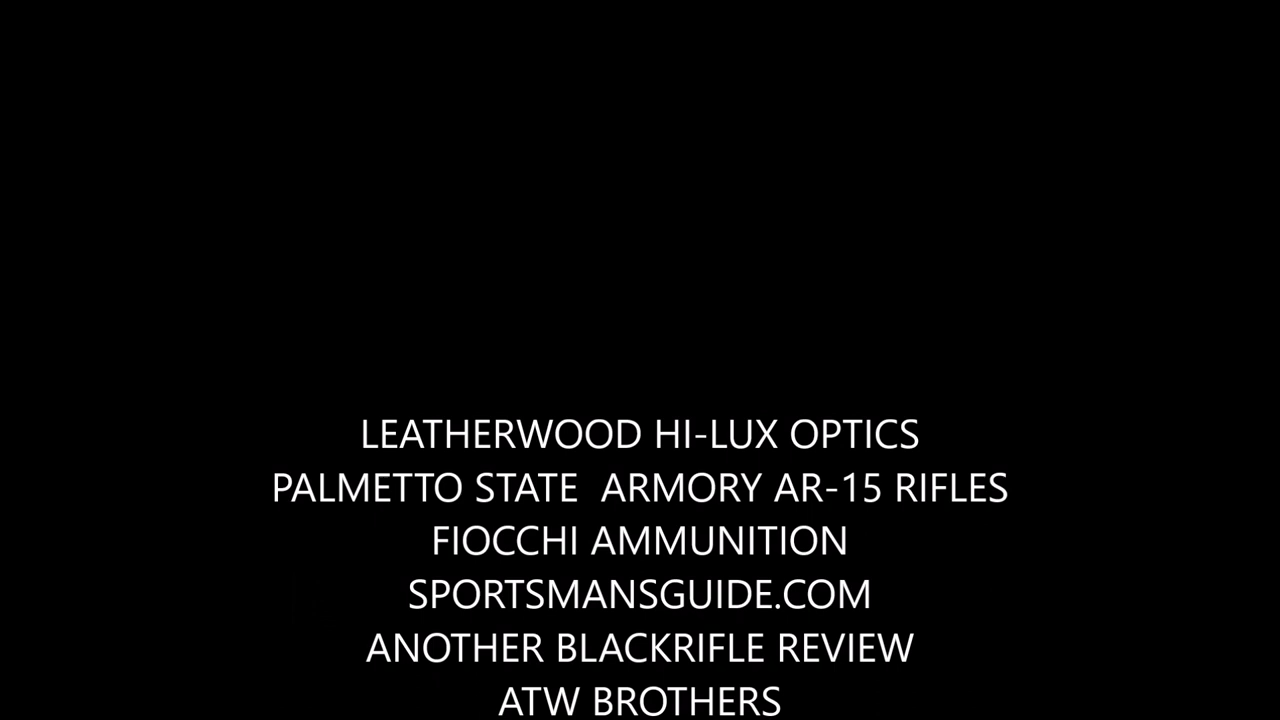 LEATHERWOOD HI-LUX OPTICS
PALMETTO STATE  ARMORY AR-15 RIFLES
FIOCCHI AMMUNITION
SPORTSMANSGUIDE.COM
ANOTHER BLACKRIFLE REVIEW
ATW BROTHERS